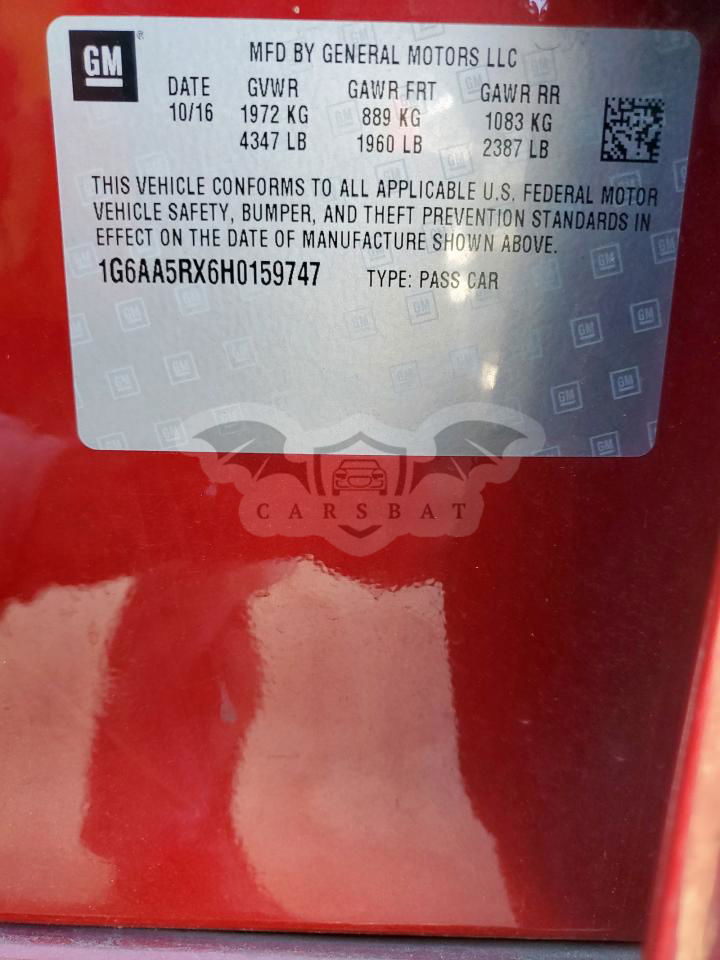 GM ®
MFD BY GENERAL MOTORS LLC
DATE GVWR GAWR FRT GAWR RR
10/16 1972 KG 889 KG 1083 KG
4347 LB 1960 LB 2387 LB
THIS VEHICLE CONFORMS TO ALL APPLICABLE U.S. FEDERAL MOTOR
VEHICLE SAFETY, BUMPER, AND THEFT PREVENTION STANDARDS IN
EFFECT ON THE DATE OF MANUFACTURE SHOWN ABOVE.
1G6AA5RX6H0159747 TYPE: PASS CAR
CARSBAT